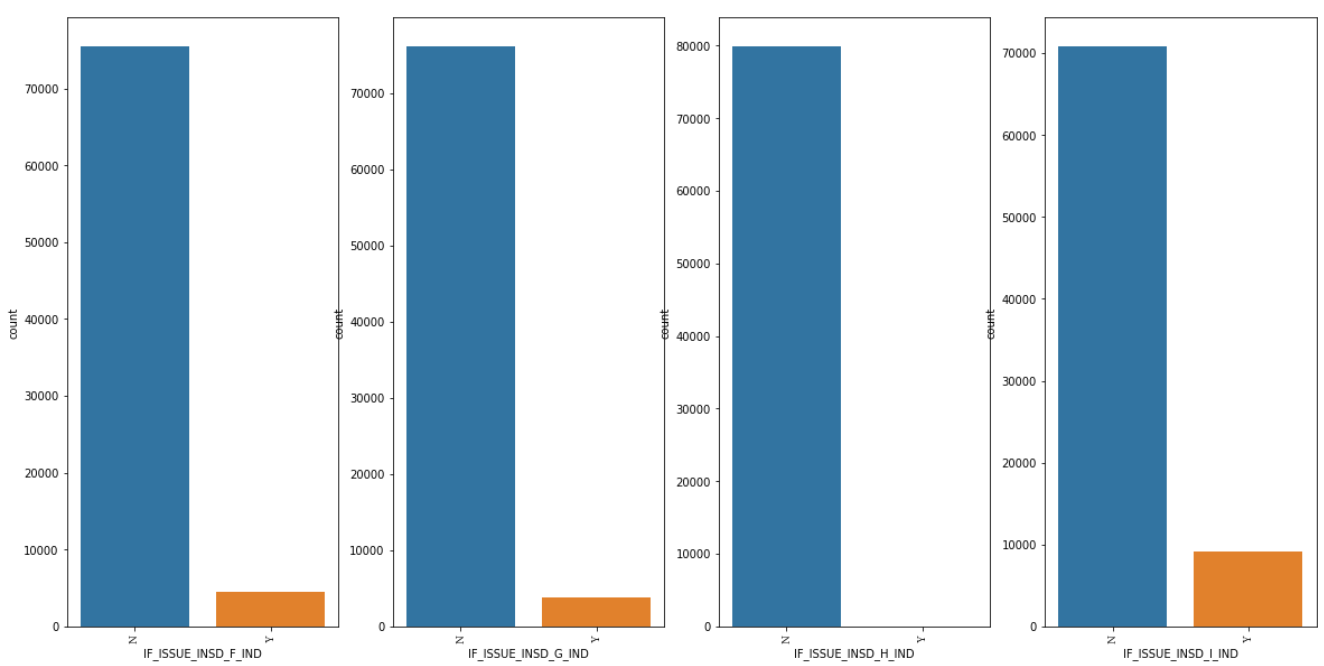 70000
60000
50000
40000
30000
20000
10000
0
count
N
Y
IF_ISSUE_INSD_F_IND
70000
60000
50000
40000
30000
20000
10000
0
count
N
Y
IF_ISSUE_INSD_G_IND
80000
70000
60000
50000
40000
30000
20000
10000
0
count
N
Y
IF_ISSUE_INSD_H_IND
70000
60000
50000
40000
30000
20000
10000
0
count
N
Y
IF_ISSUE_INSD_I_IND